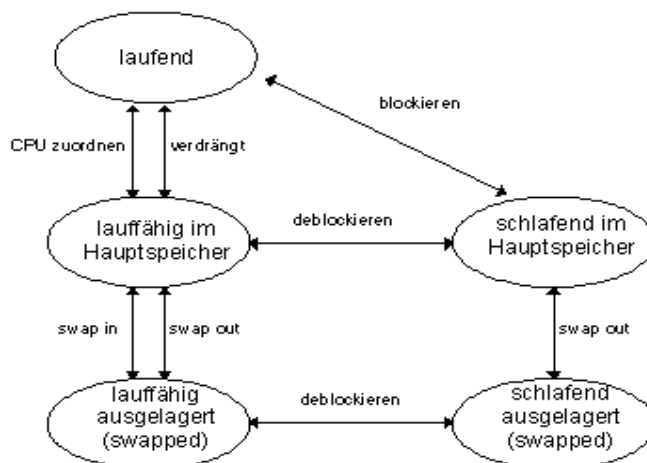 laufend
blockieren
CPU zuordnen
verdrängt
lauffähig im
Hauptspeicher
deblockieren
schlafend im
Hauptspeicher
swap in
swap out
swap out
lauffähig
ausgelagert
(swapped)
deblockieren
schlafend
ausgelagert
(swapped)